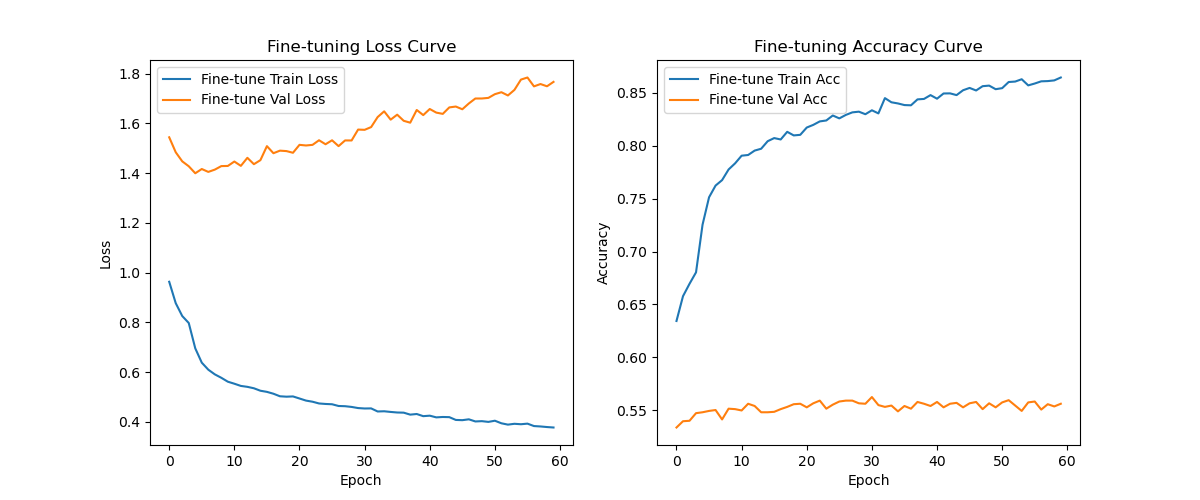 Fine-tuning Loss Curve
Fine-tune Train Loss
Fine-tune Val Loss
1.8
1.6
1.4
1.2
1.0
0.8
0.6
0.4
Loss
0 10 20 30 40 50 60
Epoch
Fine-tuning Accuracy Curve
Fine-tune Train Acc
Fine-tune Val Acc
0.85
0.80
0.75
0.70
0.65
0.60
0.55
Accuracy
0 10 20 30 40 50 60
Epoch